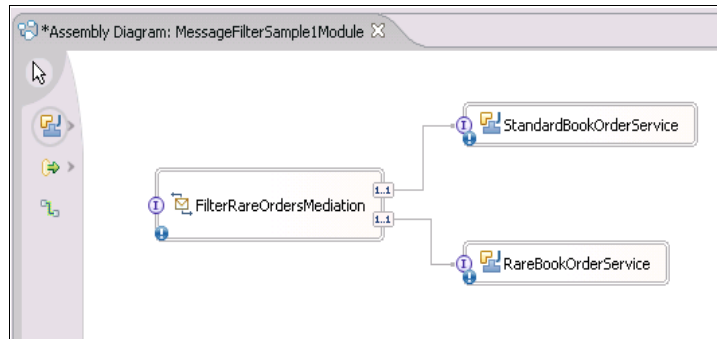 *Assembly Diagram: MessageFilterSample1Module
StandardBookOrderService
1..1
FilterRareOrdersMediation
1..1
RareBookOrderService